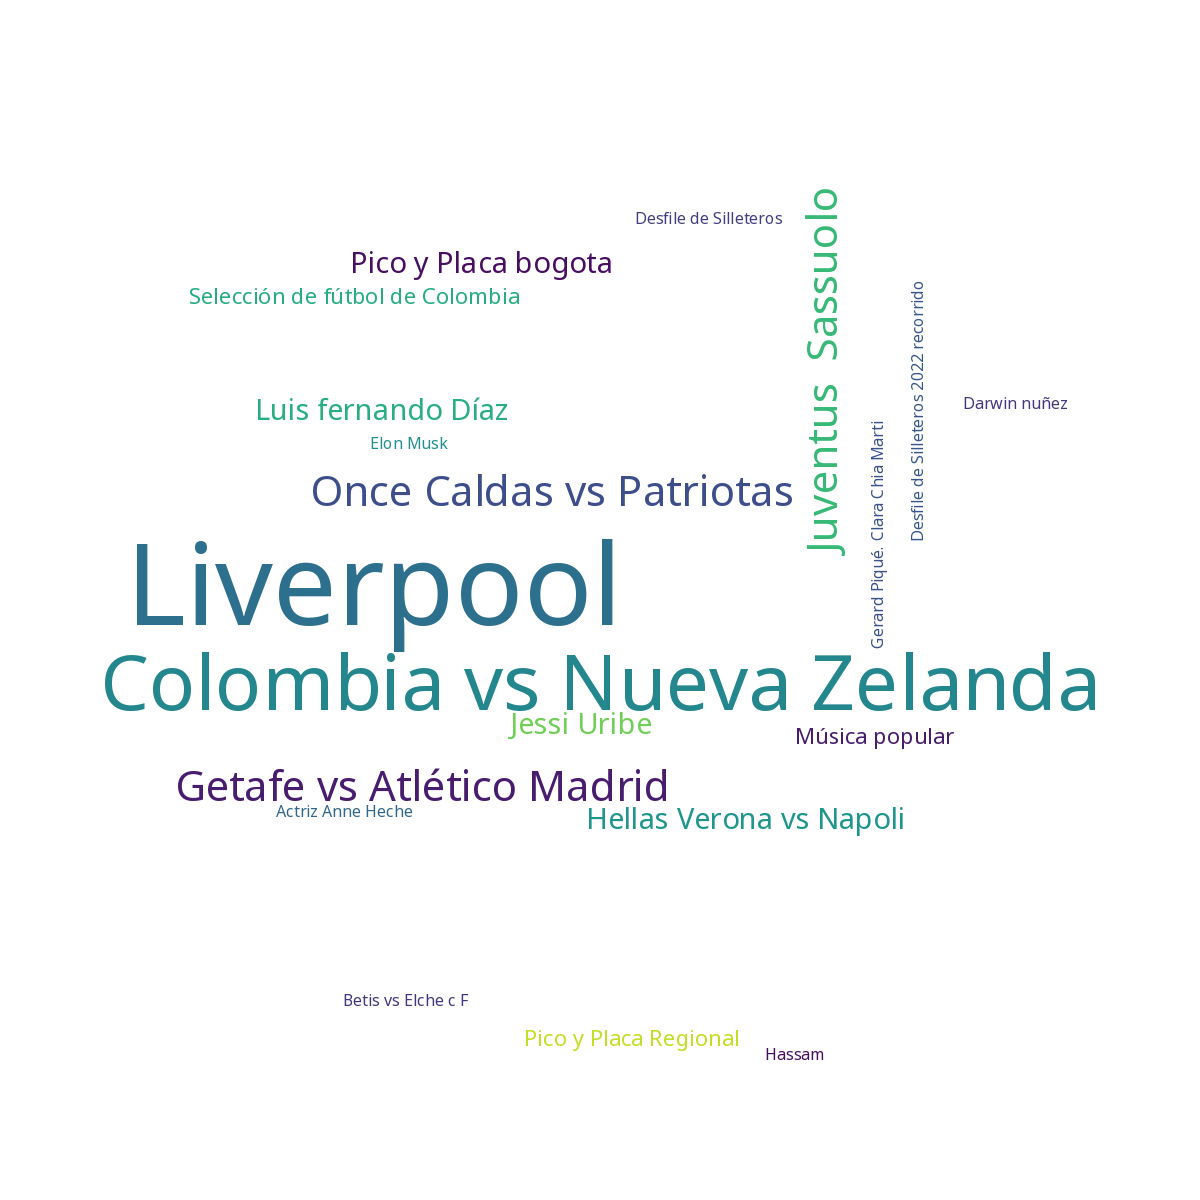 Desfile de Silleteros
Pico y Placa bogota
Selección de fútbol de Colombia
Juventus Sassuolo
Desfile de Silleteros 2022 recorrido
Luis fernando Díaz
Darwin nuñez
Elon Musk
Gerard Piqué. Clara Chia Marti
Once Caldas vs Patriotas
Liverpool
Colombia vs Nueva Zelanda
Jessi Uribe
Música popular
Getafe vs Atlético Madrid
Actriz Anne Heche
Hellas Verona vs Napoli
Betis vs Elche c F
Pico y Placa Regional
Hassam